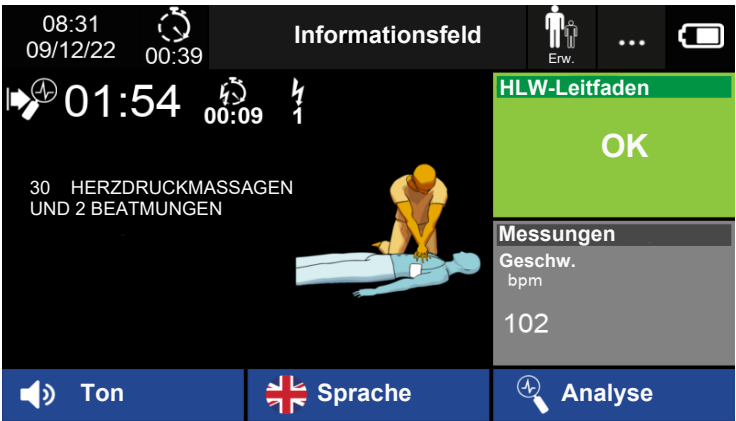 08:31
09/12/22
00:39
Informationsfeld
Erw.
...
01:54
00:09
1
HLW-Leitfaden
OK
30 HERZDRUCKMASSAGEN
UND 2 BEATMUNGEN
Messungen
Geschw.
bpm
102
Ton
Sprache
Analyse